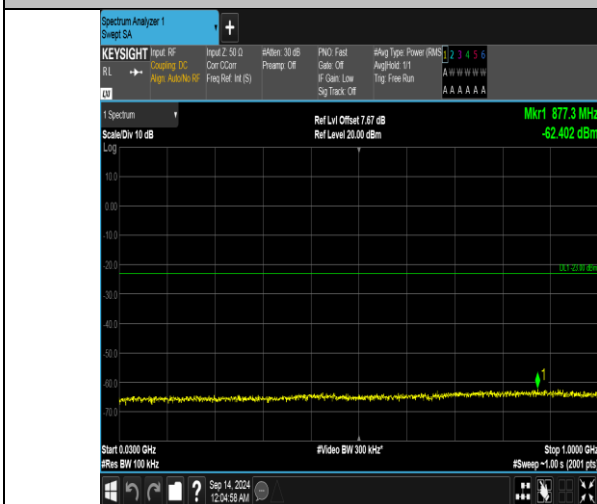 Spectrum Analyzer 1
Swept SA
+
KEYSIGHT
RL
Input: RF
Coupling: DC
Align: Auto/No RF
Input Z: 50 Ω
Corr CCorr
Freq Ref: Int (S)
#Atten: 30 dB
Preamp: Off
PNO: Fast
Gate: Off
IF Gain: Low
Sig Track: Off
#Avg Type: Power (RMS
Avg|Hold: 1/1
Trig: Free Run
1 2 3 4 5 6
A W W W W W
A A A A A A
1 Spectrum
Scale/Div 10 dB
Log
Ref Lvl Offset 7.67 dB
Ref Level 20.00 dBm
Mkr1 877.3 MHz
-62.402 dBm
10.0
0.00
-10.0
-20.0
DL1 -23.00 dBm
-30.0
-40.0
-50.0
-60.0
1
-70.0
Start 0.0300 GHz
#Res BW 100 kHz
#Video BW 300 kHz*
Stop 1.0000 GHz
#Sweep ~1.00 s (2001 pts)
?
Sep 14, 2024
12:04:58 AM